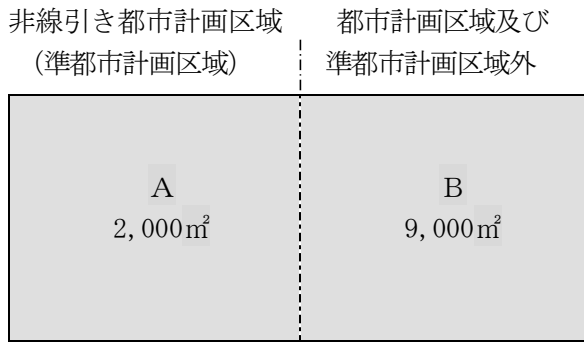 非線引き都市計画区域
(準都市計画区域)
都市計画区域及び
準都市計画区域外
A
2,000㎡
B
9,000㎡